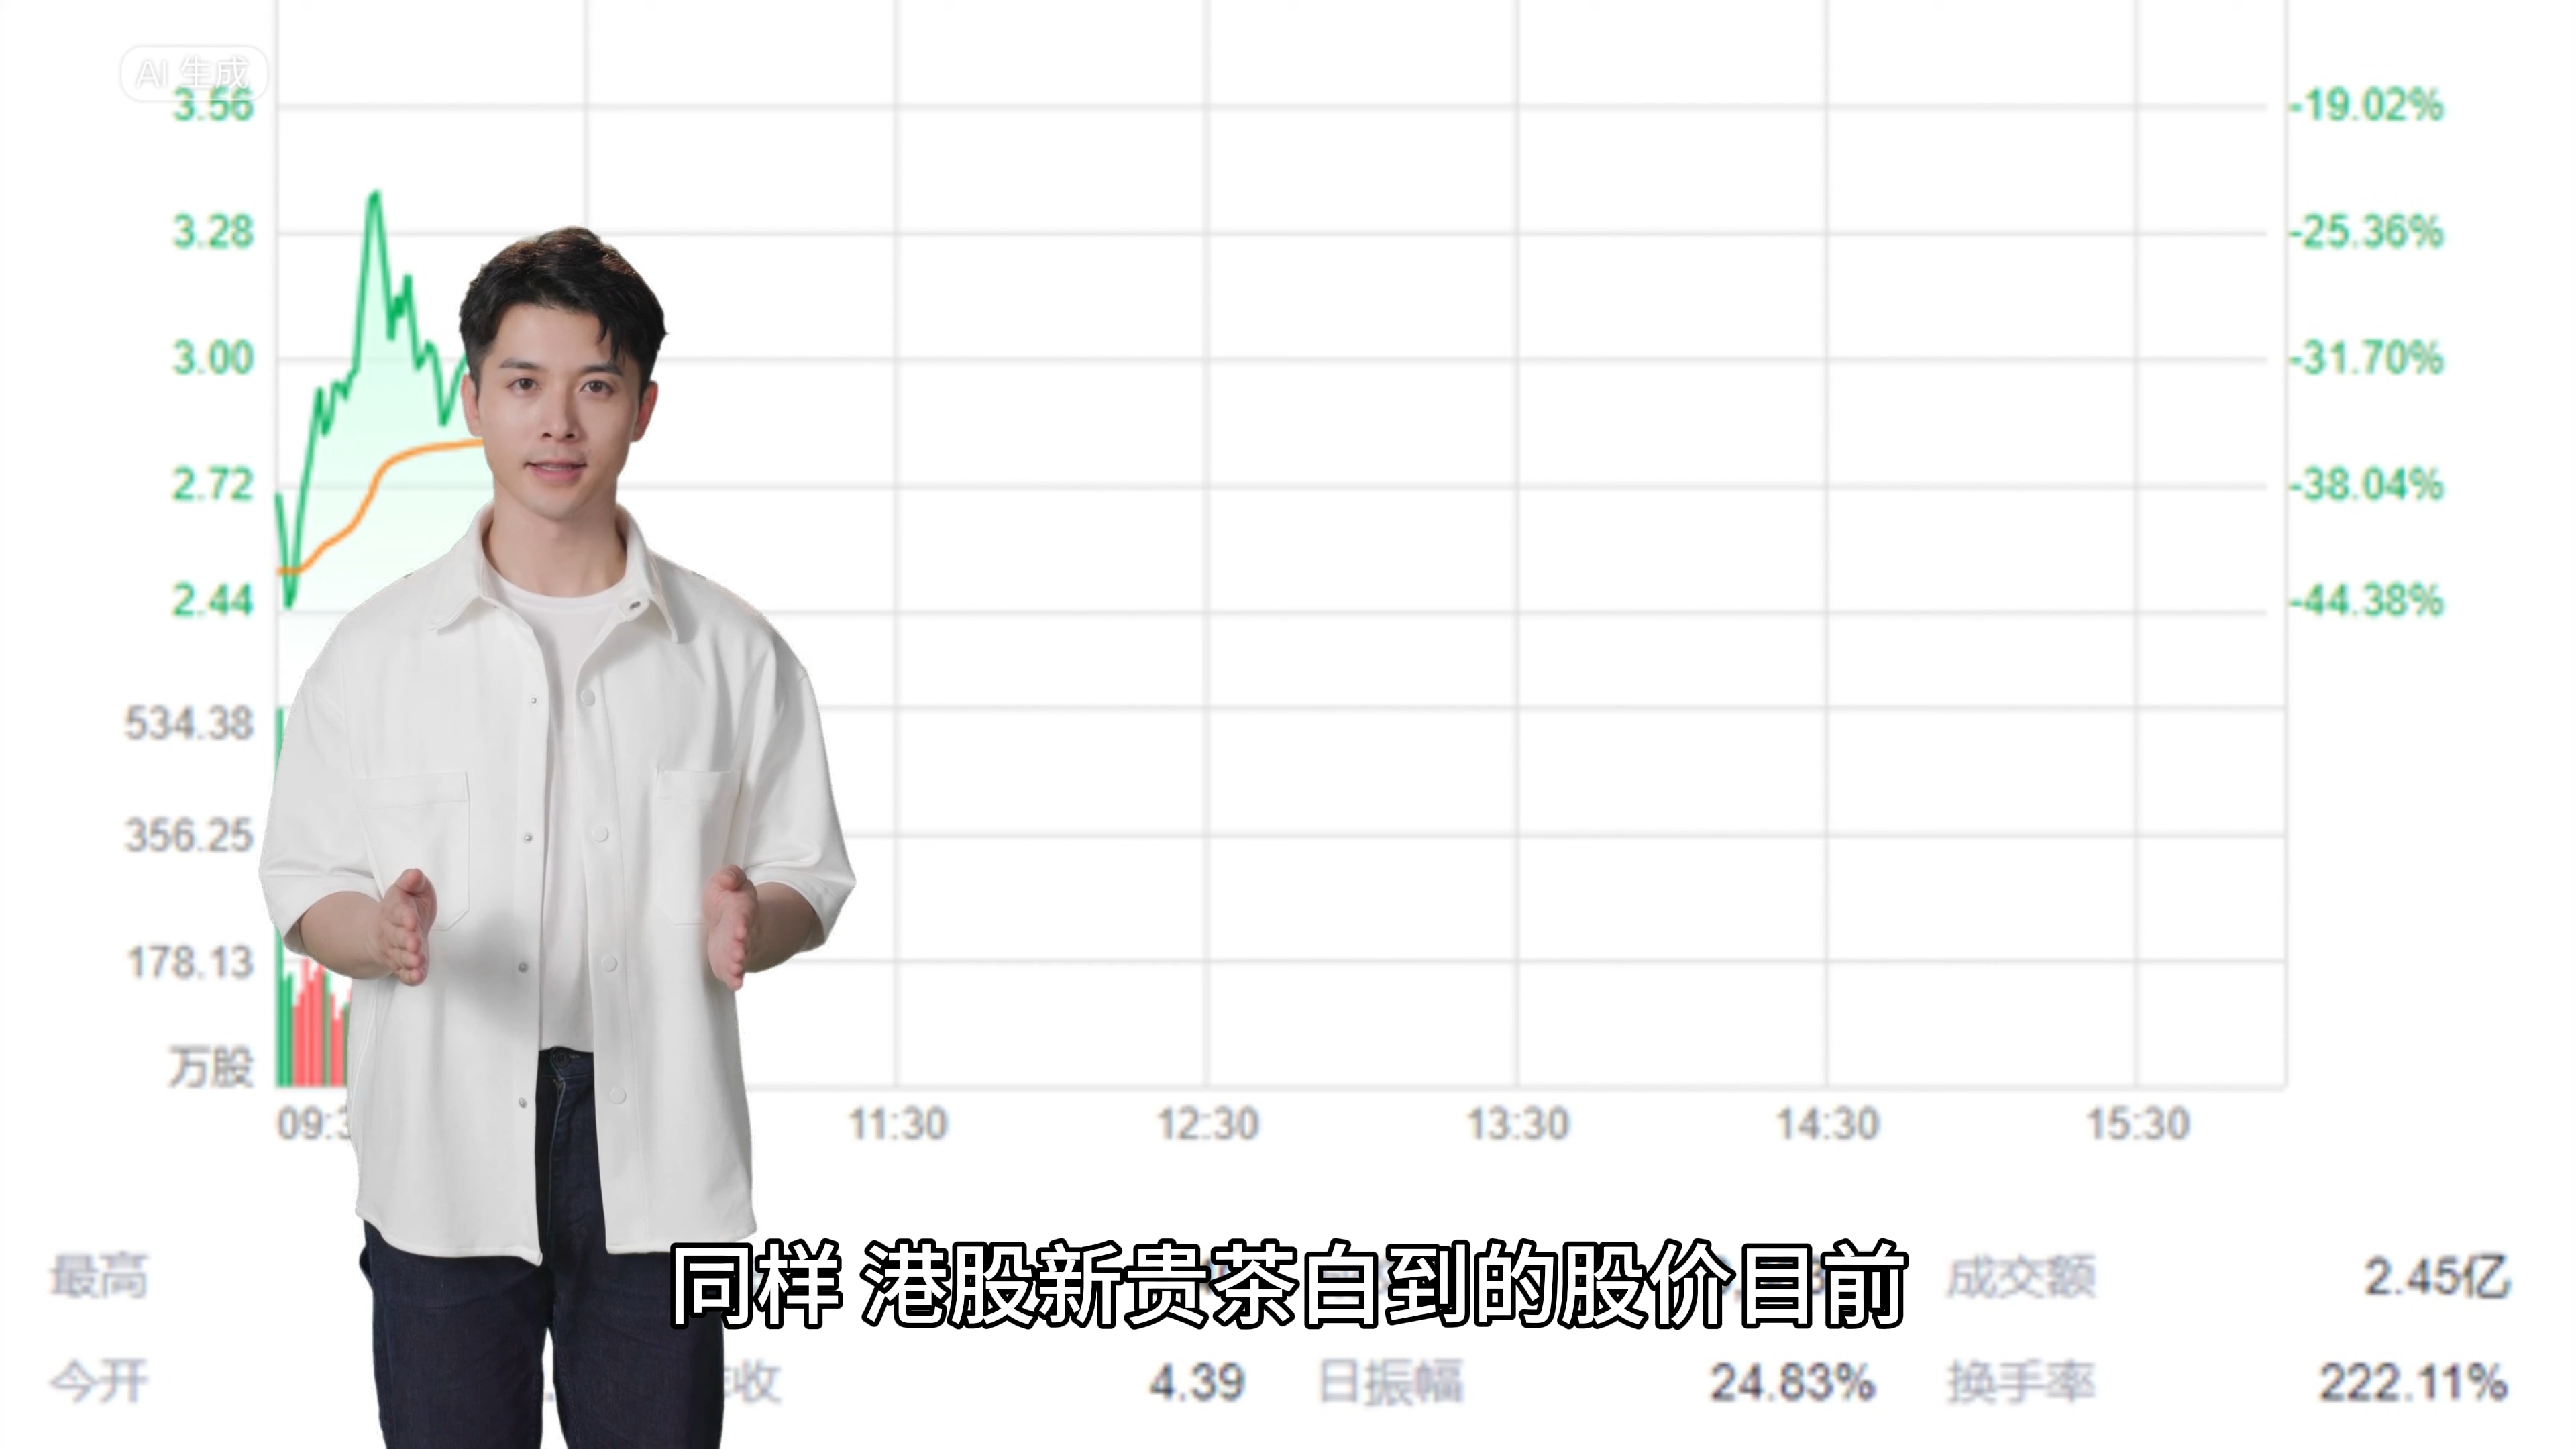 AI 生成
3.56
-19.02%
3.28
-25.36%
3.00
-31.70%
2.72
-38.04%
2.44
-44.38%
534.38
356.25
178.13
万股
09:3
11:30
12:30
13:30
14:30
15:30
最高
成交额
2.45亿
同样 港股新贵茶白到的股价目前
今开
收
4.39
日振幅
24.83%
换手率
222.11%